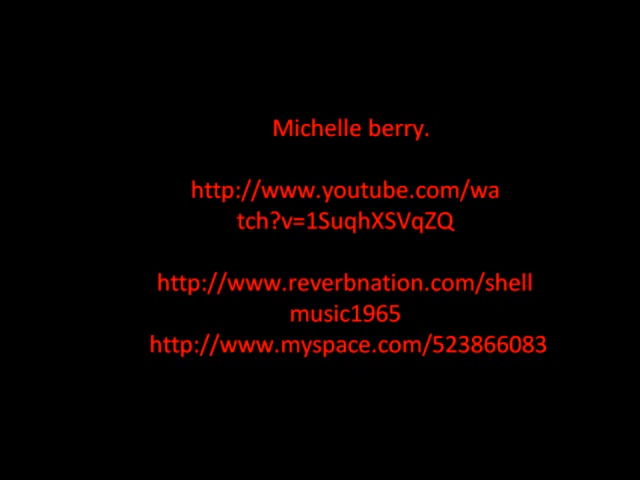 Michelle berry.
http://www.youtube.com/wa
tch?v=1SuqhXSVqZQ
http://www.reverbnation.com/shell
music1965
http://www.myspace.com/523866083